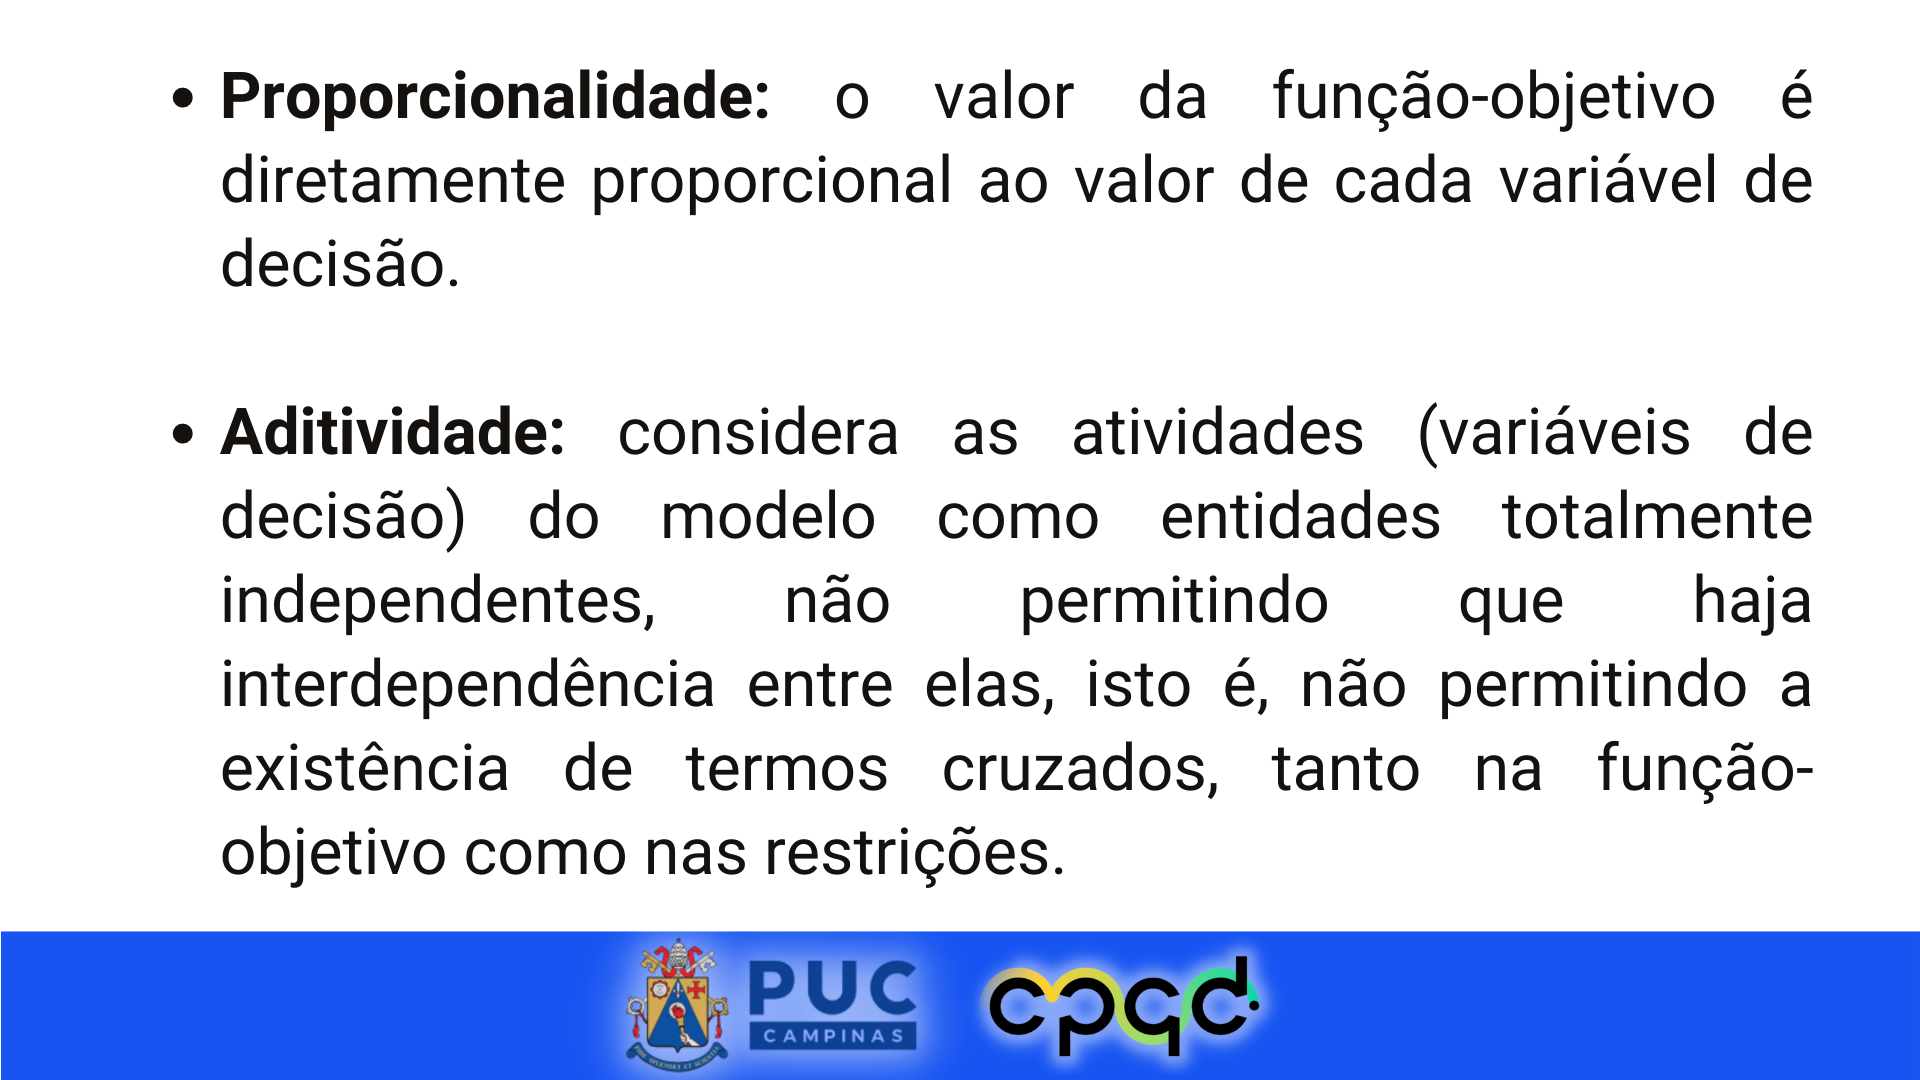 • Proporcionalidade: o valor da função-objetivo é
diretamente proporcional ao valor de cada variável de
decisão.
• Aditividade: considera as atividades (variáveis de
decisão) do modelo como entidades totalmente
independentes, não permitindo que haja
interdependência entre elas, isto é, não permitindo a
existência de termos cruzados, tanto na função-
objetivo como nas restrições.
PUC
CAMPINAS
cpqd